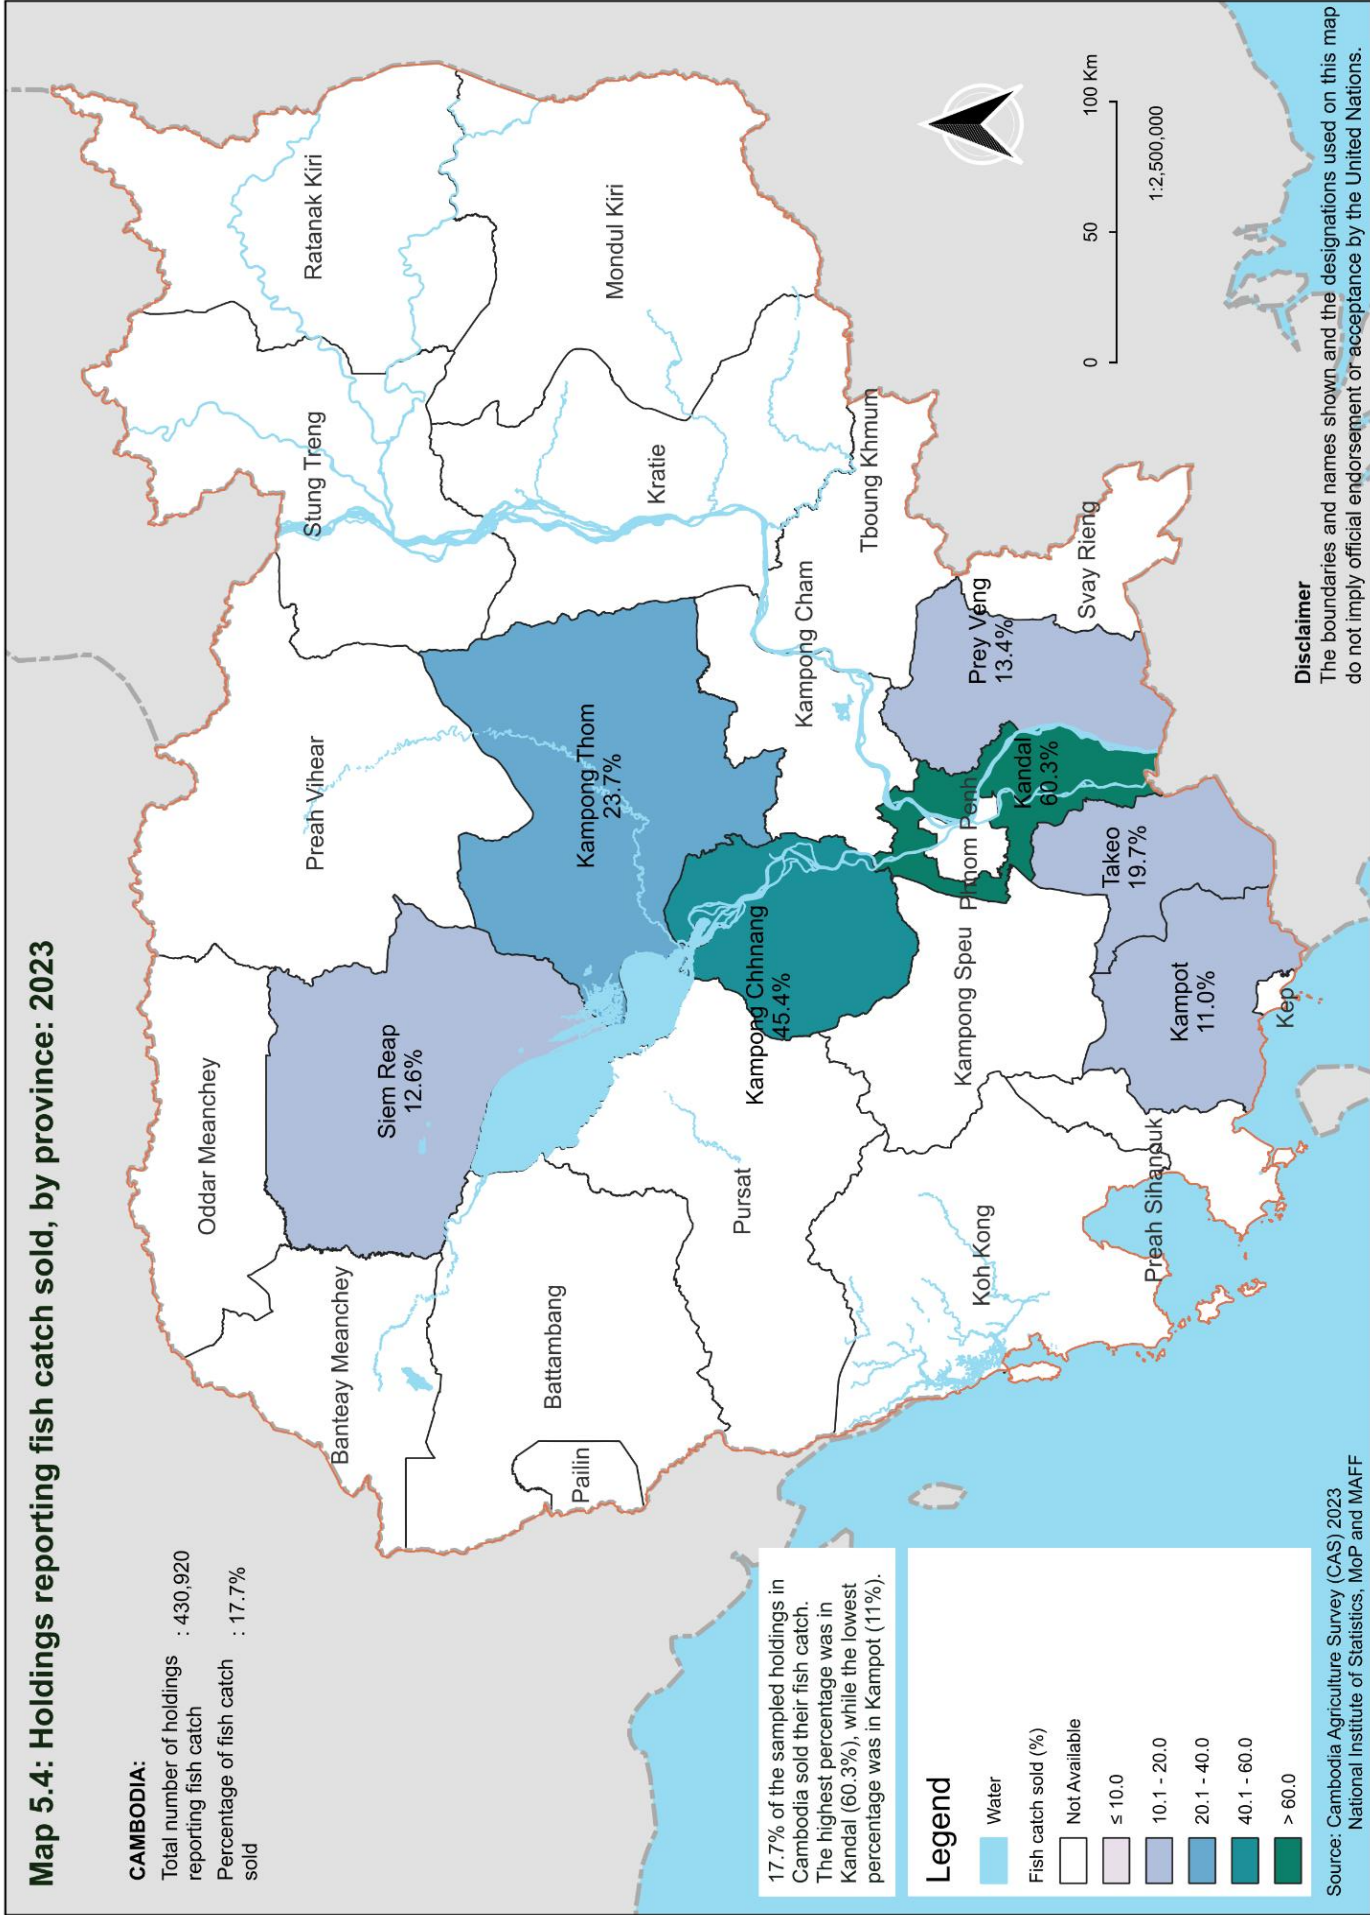 Map 5.4: Holdings reporting fish catch sold, by province: 2023
CAMBODIA:
Total number of holdings
reporting fish catch : 430,920
Percentage of fish catch
sold : 17.7%
Oddar Meanchey
Banteay Meanchey
Siem Reap
12.6%
Preah Vihear
Stung Treng
Ratanak Kiri
Battambang
Pailin
Kampong Thom
23.7%
Kratie
Mondul Kiri
Pursat
Kampong Chhnang
45.4%
Kampong Cham
Tboung Khmum
Koh Kong
Kampong Speu
Phnom Penh
Kandal
60.3%
Prey Veng
13.4%
Svay Rieng
Preah Sihanouk
Kampot
11.0%
Takeo
19.7%
Kep
17.7% of the sampled holdings in
Cambodia sold their fish catch.
The highest percentage was in
Kandal (60.3%), while the lowest
percentage was in Kampot (11%).
Legend
Water
Fish catch sold (%)
Not Available
≤ 10.0
10.1 - 20.0
20.1 - 40.0
40.1 - 60.0
> 60.0
0 50 100 Km
1:2,500,000
Source: Cambodia Agriculture Survey (CAS) 2023
National Institute of Statistics, MoP and MAFF
Disclaimer
The boundaries and names shown and the designations used on this map
do not imply official endorsement or acceptance by the United Nations.